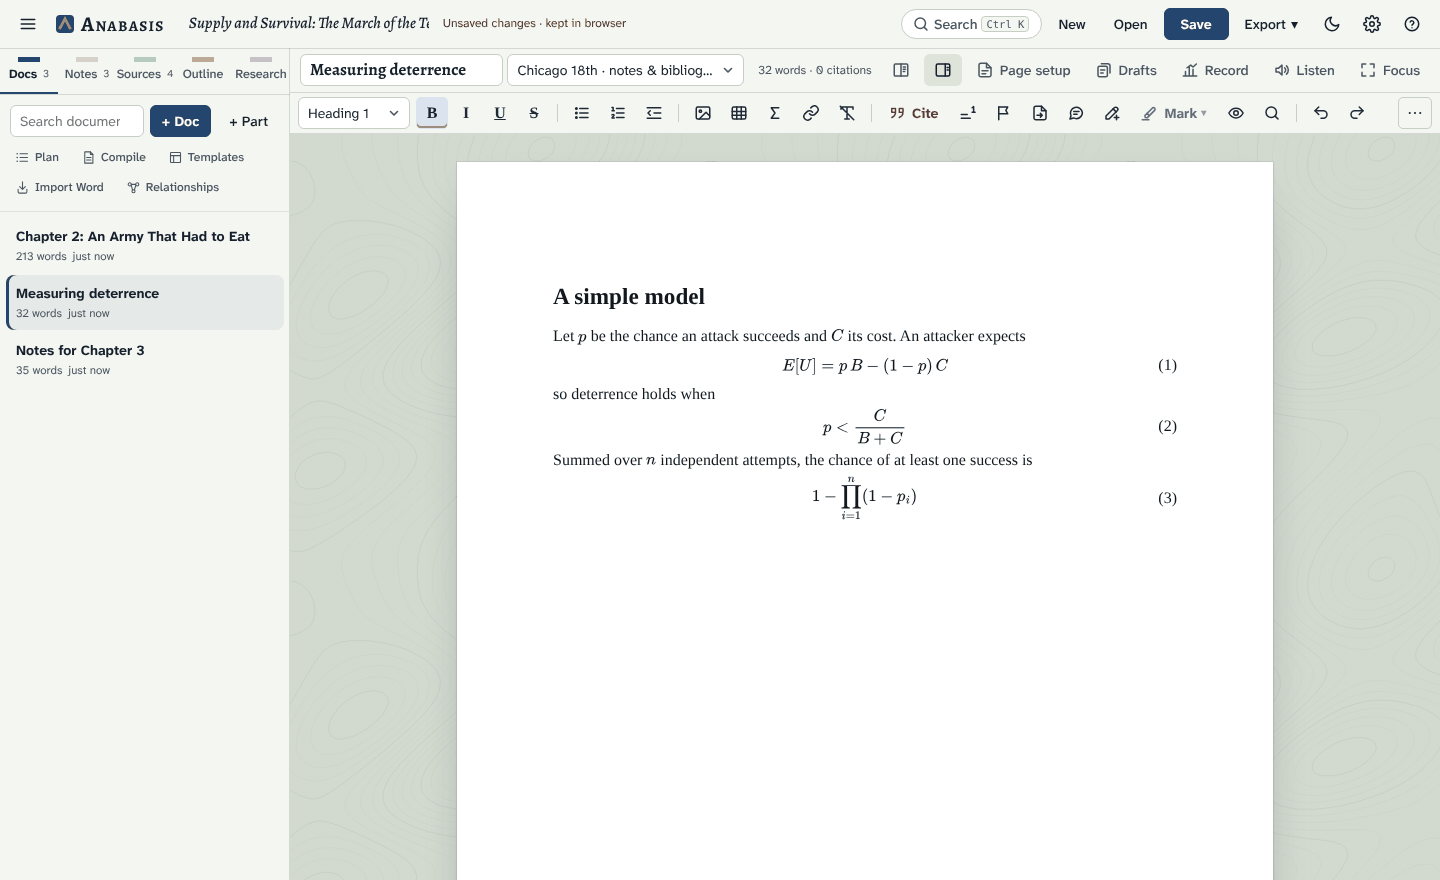 ANABASIS
Supply and Survival: The March of the
Unsaved changes · kept in browser
Search Ctrl K
New
Open
Save
Export ▾
Docs 3
Notes 3
Sources 4
Outline
Research
Measuring deterrence
Chicago 18th · notes & bibliog...
32 words · 0 citations
Page setup
Drafts
Record
Listen
Focus
Search
+ Doc
+ Part
Heading 1
B I U S
Σ
Cite
1
Mark ▾
Plan
Compile
Templates
Import Word
Relationships
Chapter 2: An Army That Had to Eat
213 words just now
Measuring deterrence
32 words just now
Notes for Chapter 3
35 words just now
A simple model
Let p be the chance an attack succeeds and C its cost. An attacker expects
E[U] = p B − (1 − p) C (1)
so deterrence holds when
p < C / (B + C) (2)
Summed over n independent attempts, the chance of at least one success is
1 − ∏_{i=1}^{n} (1 − p_i) (3)